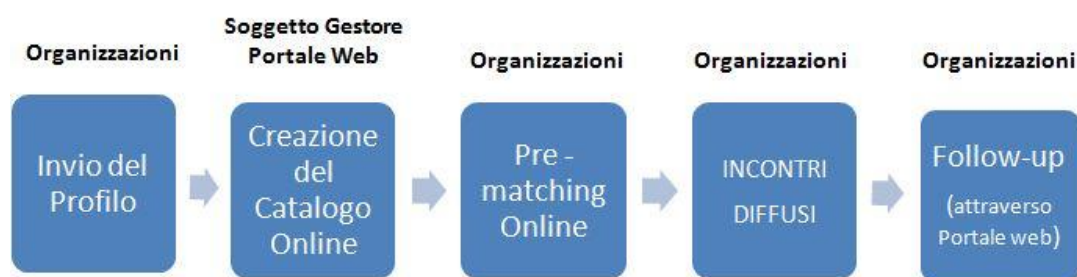 Organizzazioni
Soggetto Gestore
Portale Web
Organizzazioni
Organizzazioni
Organizzazioni
Invio del
Profilo
Creazione
del
Catalogo
Online
Pre -
matching
Online
INCONTRI
DIFFUSI
Follow-up
(attraverso
Portale web)